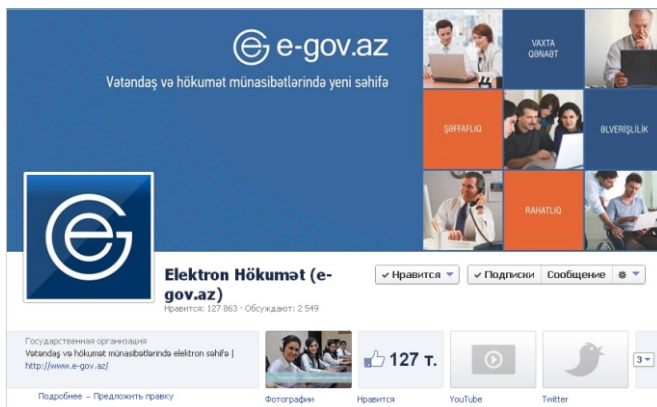 e-gov.az
Vətəndaş və hökumət münasibətlərində yeni səhifə
VAXTA
QƏNAƏT
ŞƏFFAFLIQ
ƏLVERİŞLİLİK
RAHATLIQ
Elektron Hökumət (e-
gov.az)
Нравится: 127 863 · Обсуждают: 2 549
Нравится
Подписки
Сообщение
Государственная организация
Vətəndaş və hökumət münasibətlərində elektron səhifə |
http://www.e-gov.az/
Подробнее – Предложить правку
127 т.
3
Фотографии
Нравится
YouTube
Twitter